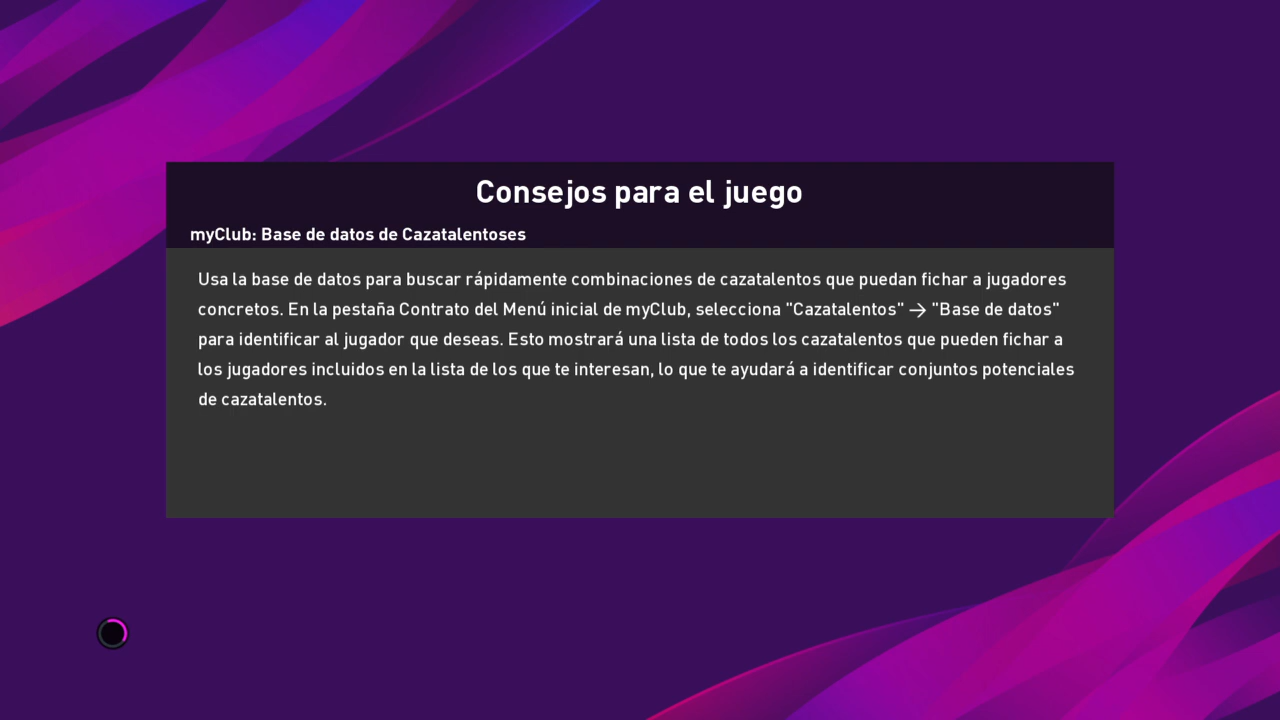 Consejos para el juego
myClub: Base de datos de Cazatalentoses
Usa la base de datos para buscar rápidamente combinaciones de cazatalentos que puedan fichar a jugadores
concretos. En la pestaña Contrato del Menú inicial de myClub, selecciona "Cazatalentos" → "Base de datos"
para identificar al jugador que deseas. Esto mostrará una lista de todos los cazatalentos que pueden fichar a
los jugadores incluidos en la lista de los que te interesan, lo que te ayudará a identificar conjuntos potenciales
de cazatalentos.